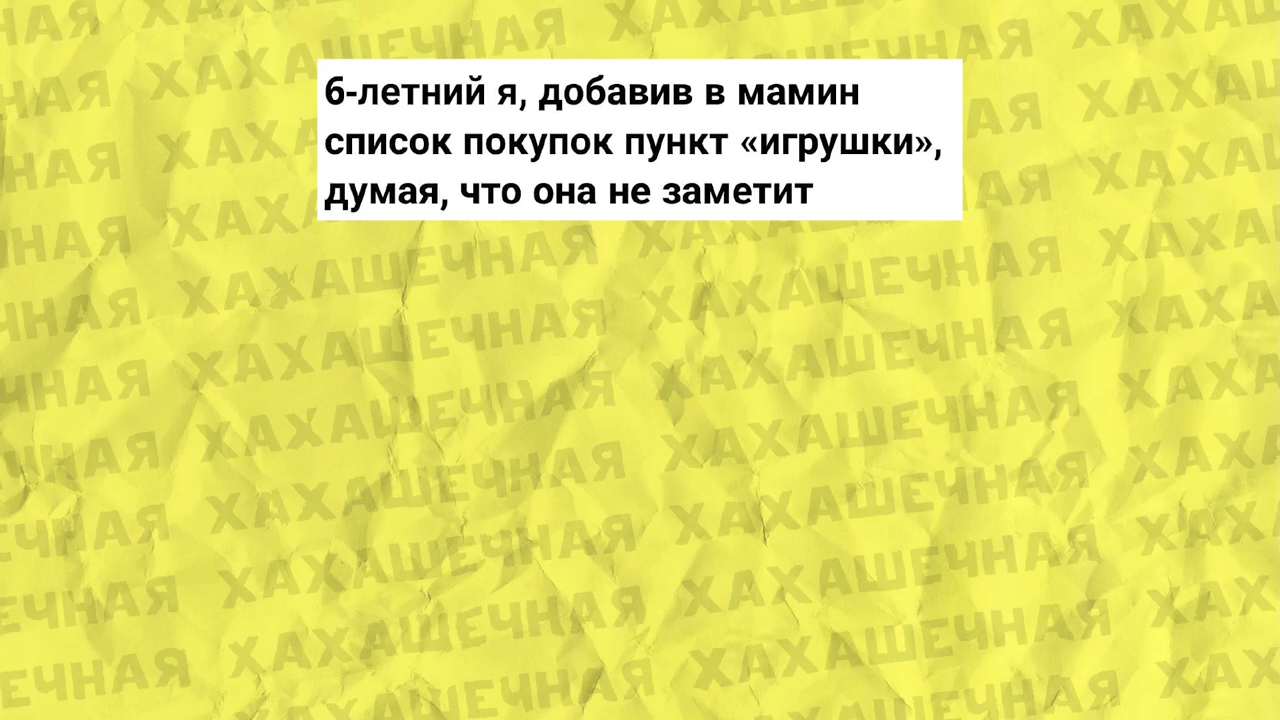 6-летний я, добавив в мамин
список покупок пункт «игрушки»,
думая, что она не заметит
ХАХАШЕЧНАЯ